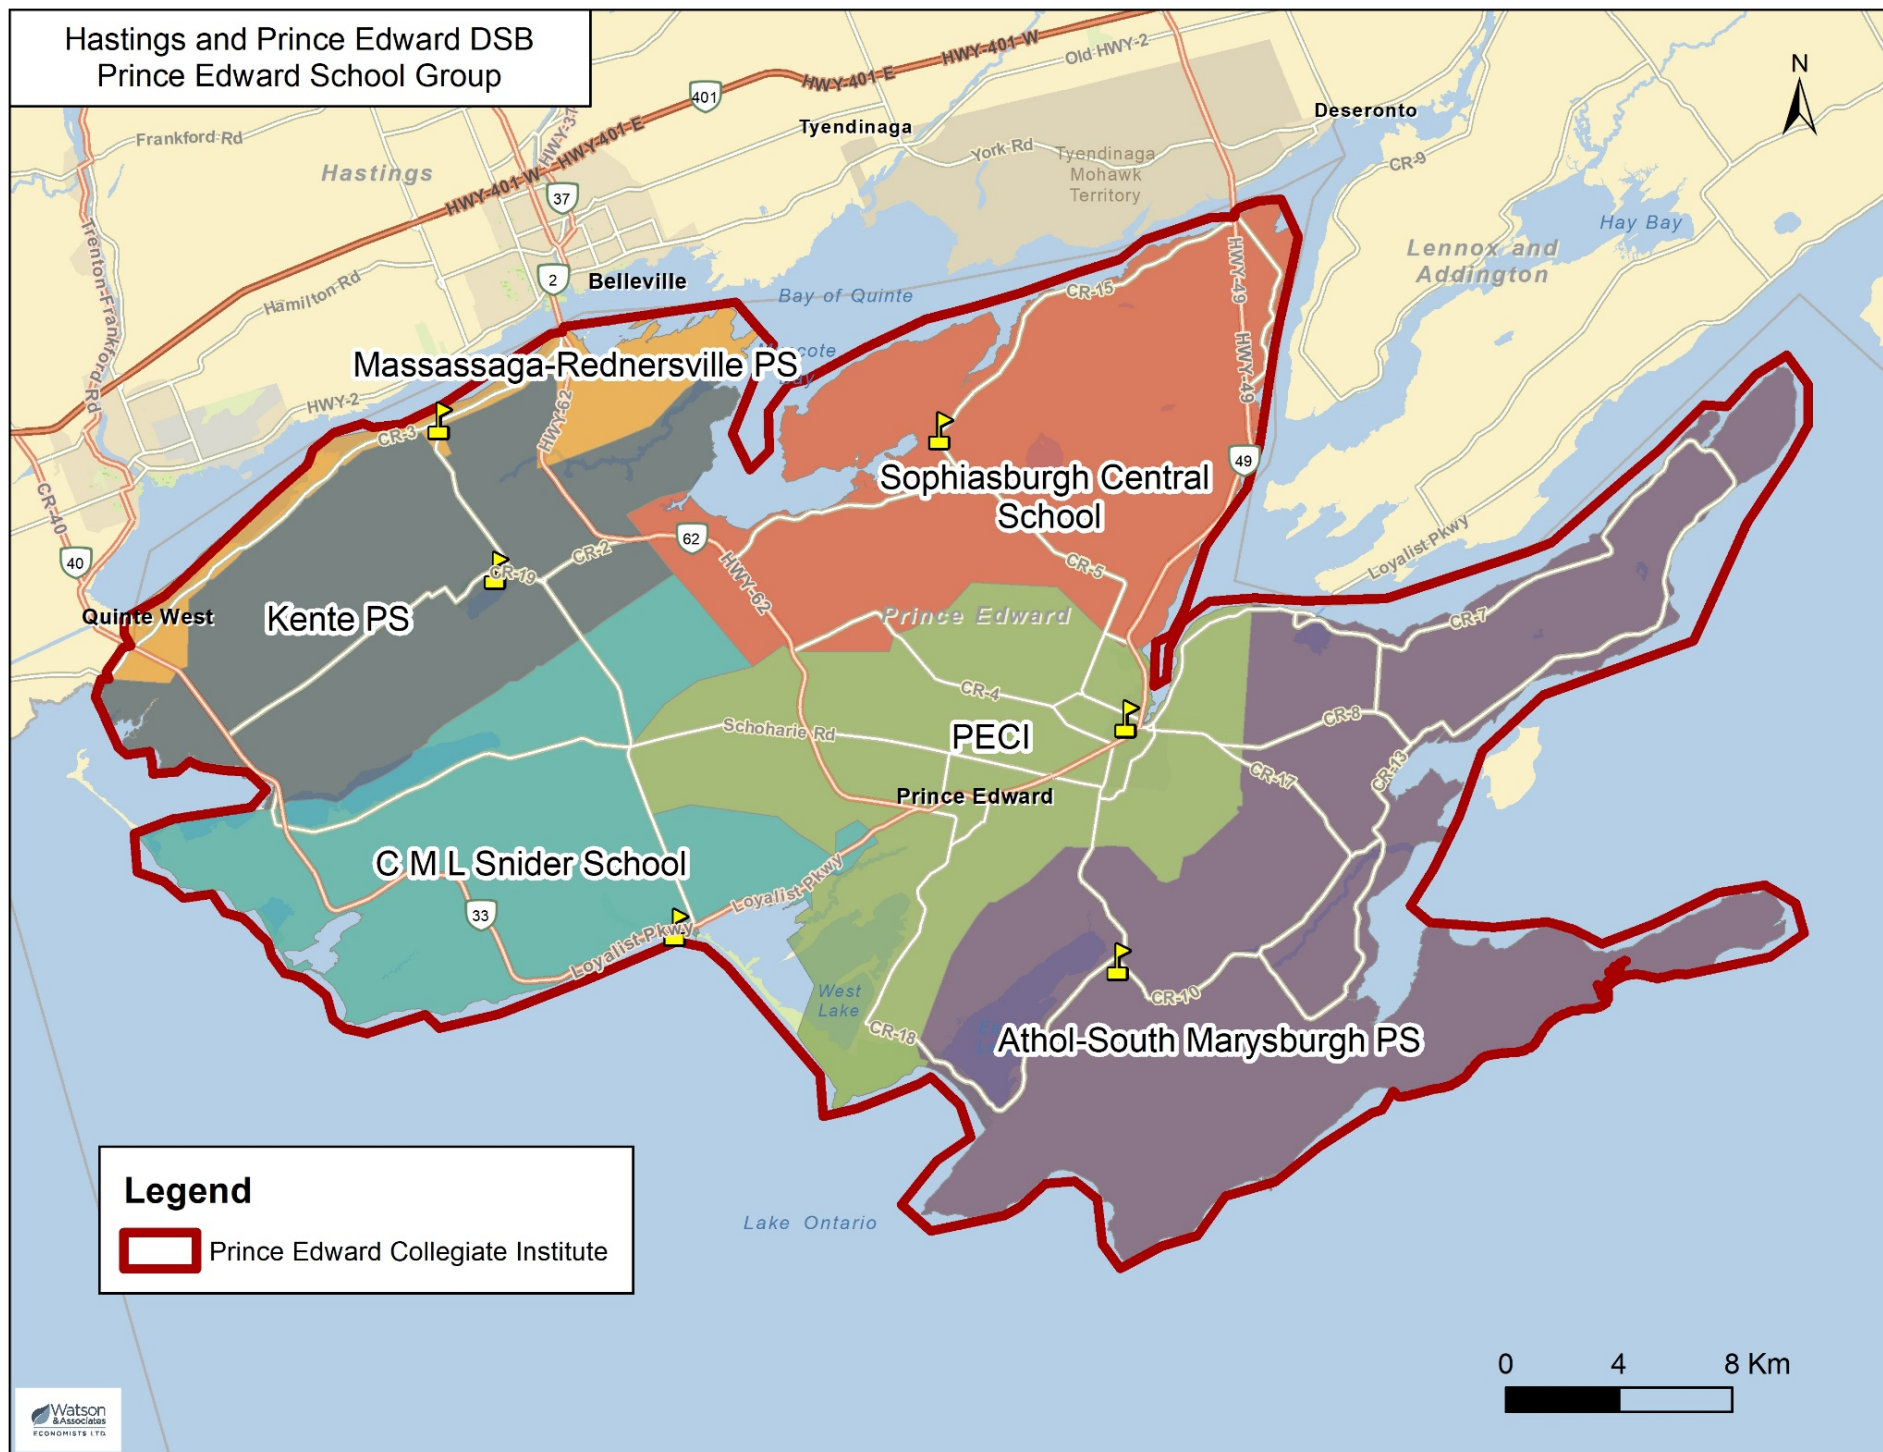 Hastings and Prince Edward DSB
Prince Edward School Group
N
HWY-401 W
Old HWY-2
HWY-401 E
401
Deseronto
Tyendinaga
Frankford Rd
HWY-401 E
York Rd
Tyendinaga
Mohawk
Territory
CR-9
Hastings
HWY-401 W
37
Hay Bay
Trenton-Frankford Rd
Lennox and
Addington
HWY-49
2
Belleville
Hamilton Rd
Bay of Quinte
CR-15
HWY-49
Massassaga-Rednersville PS
HWY-2
HWY-62
CR-3
49
Sophiasburgh Central
School
CR-40
62
40
CR-2
CR-19
HWY-62
CR-5
Loyalist Pkwy
Quinte West
Kente PS
Prince Edward
CR-7
CR-4
Schoharie Rd
PECI
CR-8
CR-17
CR-13
Prince Edward
C M L Snider School
Loyalist Pkwy
33
Loyalist Pkwy
West
Lake
CR-10
CR-18
Athol-South Marysburgh PS
Lake Ontario
Legend
Prince Edward Collegiate Institute
0 4 8 Km
Watson
& Associates
ECONOMISTS LTD.